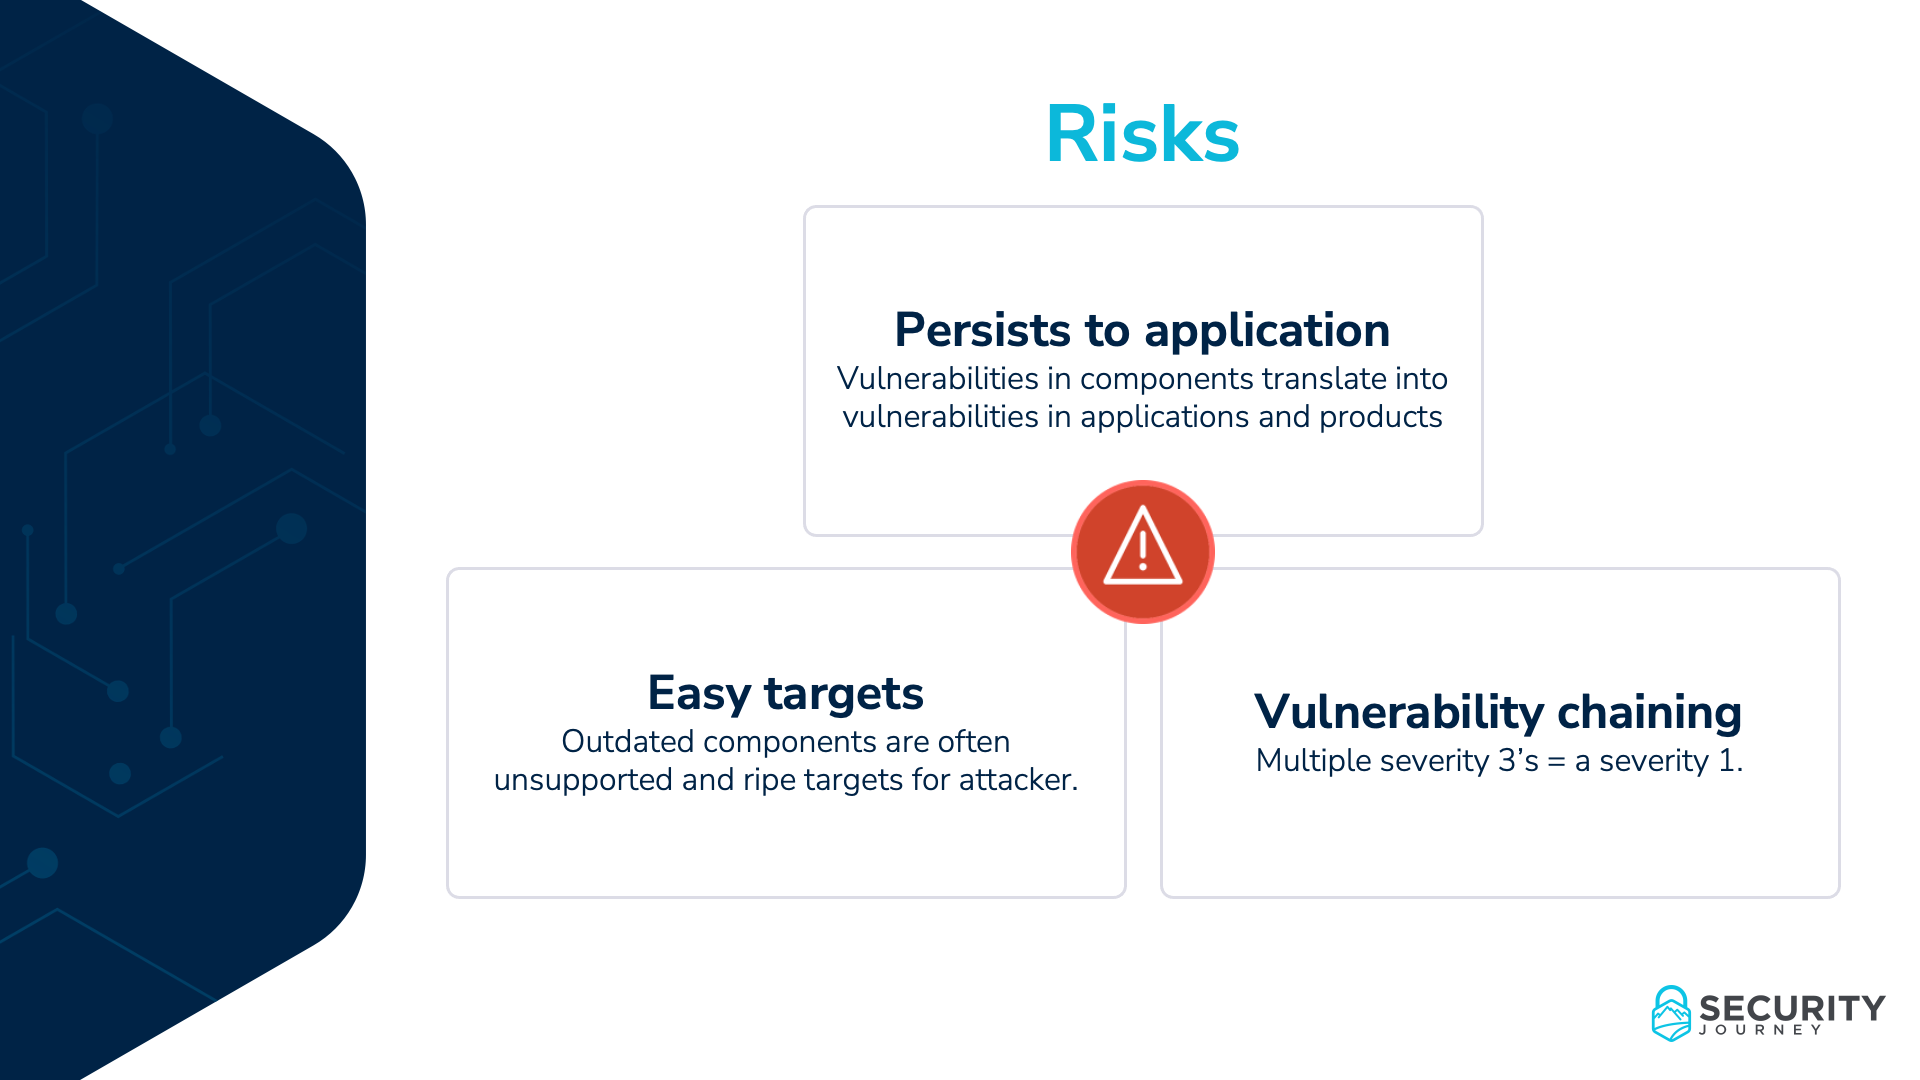 Risks
Persists to application
Vulnerabilities in components translate into
vulnerabilities in applications and products
Easy targets
Outdated components are often
unsupported and ripe targets for attacker.
Vulnerability chaining
Multiple severity 3’s = a severity 1.
SECURITY
JOURNEY